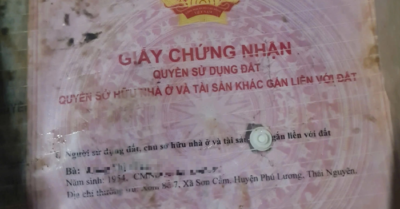 GIẤY CHỨNG NHẬN
QUYỀN SỬ DỤNG ĐẤT
QUYỀN SỞ HỮU NHÀ Ở VÀ TÀI SẢN KHÁC GẮN LIỀN VỚI ĐẤT
I. Người sử dụng đất, chủ sở hữu nhà ở và tài sản gắn liền với đất
Bà:
Năm sinh: 1954, CMN
Địa chỉ thường số 7, Xã Sơn Cẩm, Huyện Phú Lương, Thái Nguyên.